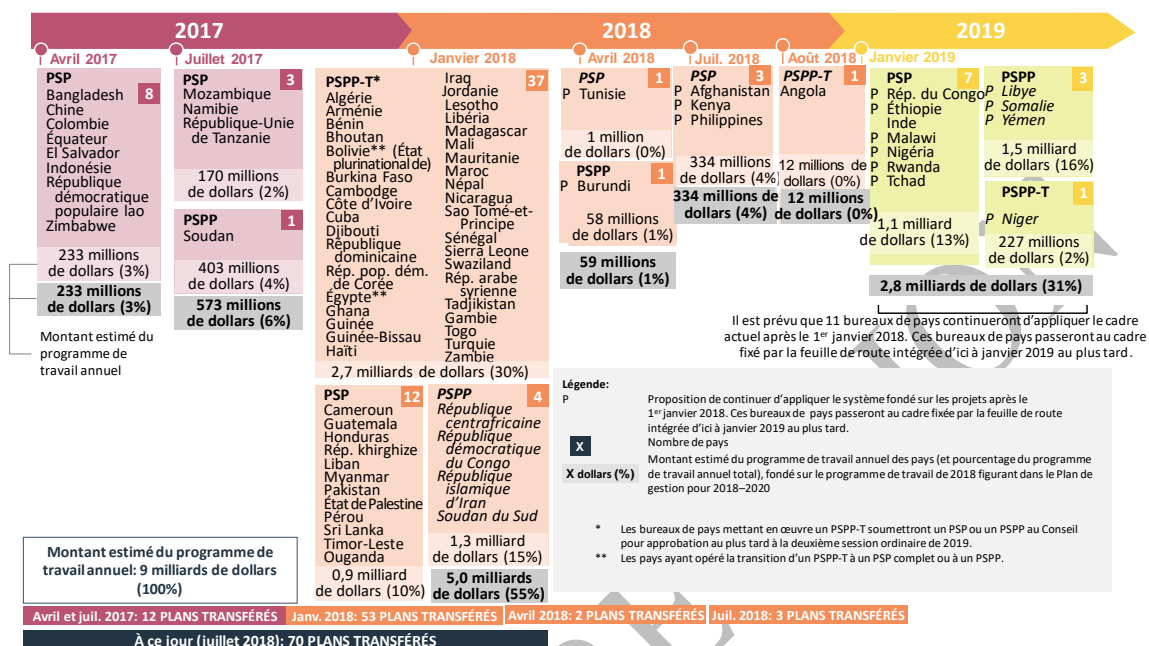 2017
2018
2019
Avril 2017
Juillet 2017
Janvier 2018
Avril 2018
Juil. 2018
Août 2018
Janvier 2019
PSP
8
Bangladesh
Chine
Colombie
Équateur
El Salvador
Indonésie
République
démocratique
populaire lao
Zimbabwe
233 millions
de dollars (3%)
233 millions
de dollars (3%)
Montant estimé du
programme de
travail annuel
PSP
3
Mozambique
Namibie
République-Unie
de Tanzanie
170 millions
de dollars (2%)
PSPP
1
Soudan
403 millions
de dollars (4%)
573 millions
de dollars (6%)
PSPP-T*
Algérie
Arménie
Bénin
Bhoutan
Bolivie** (État
plurinational de)
Burkina Faso
Cambodge
Côte d’Ivoire
Cuba
Djibouti
République
dominicaine
Rép. pop. dém.
de Corée
Égypte**
Ghana
Guinée
Guinée-Bissau
Haïti
37
Iraq
Jordanie
Lesotho
Libéria
Madagascar
Mali
Mauritanie
Maroc
Népal
Nicaragua
Sao Tomé-et-
Principe
Sénégal
Sierra Leone
Swaziland
Rép. arabe
syrienne
Tadjikistan
Gambie
Togo
Turquie
Zambie
2,7 milliards de dollars (30%)
PSP
12
Cameroun
Guatemala
Honduras
Rép. khirghize
Liban
Myanmar
Pakistan
État de Palestine
Pérou
Sri Lanka
Timor-Leste
Ouganda
0,9 milliard
de dollars (10%)
PSPP
4
République
centrafricaine
République
démocratique
du Congo
République
islamique
d’Iran
Soudan du Sud
1,3 milliard
de dollars (15%)
5,0 milliards
de dollars (55%)
PSP
1
P Tunisie
1 million
de dollars (0%)
PSPP
1
P Burundi
58 millions
de dollars (1%)
59 millions
de dollars (1%)
PSP
3
P Afghanistan
P Kenya
P Philippines
334 millions
de dollars (4%)
334 millions de
dollars (4%)
PSPP-T
1
Angola
12 millions de
dollars (0%)
12 millions de
dollars (0%)
PSP
7
P Rép. du Congo
P Éthiopie
Inde
P Malawi
P Nigéria
P Rwanda
P Tchad
1,1 milliard
de dollars (13%)
PSPP
3
P Libye
P Somalie
P Yémen
1,5 milliard
de dollars (16%)
PSPP-T
1
P Niger
227 millions
de dollars (2%)
2,8 milliards de dollars (31%)
Il est prévu que 11 bureaux de pays continueront d’appliquer le cadre
actuel après le 1er janvier 2018. Ces bureaux de pays passeront au cadre
fixé par la feuille de route intégrée d’ici à janvier 2019 au plus tard.
Légende:
P Proposition de continuer d’appliquer le système fondé sur les projets après le
1er janvier 2018. Ces bureaux de pays passeront au cadre fixée par la feuille de route
intégrée d’ici à janvier 2019 au plus tard.
X Nombre de pays
X dollars (%) Montant estimé du programme de travail annuel des pays (et pourcentage du programme
de travail annuel total), fondé sur le programme de travail de 2018 figurant dans le Plan de
gestion pour 2018–2020
* Les bureaux de pays mettant en œuvre un PSPP-T soumettront un PSP ou un PSPP au Conseil
pour approbation au plus tard à la deuxième session ordinaire de 2019.
** Les pays ayant opéré la transition d’un PSPP-T à un PSP complet ou à un PSPP.
Montant estimé du programme de
travail annuel: 9 milliards de dollars
(100%)
Avril et juil. 2017: 12 PLANS TRANSFÉRÉS
Janv. 2018: 53 PLANS TRANSFÉRÉS
Avril 2018: 2 PLANS TRANSFÉRÉS
Juil. 2018: 3 PLANS TRANSFÉRÉS
À ce jour (juillet 2018): 70 PLANS TRANSFÉRÉS